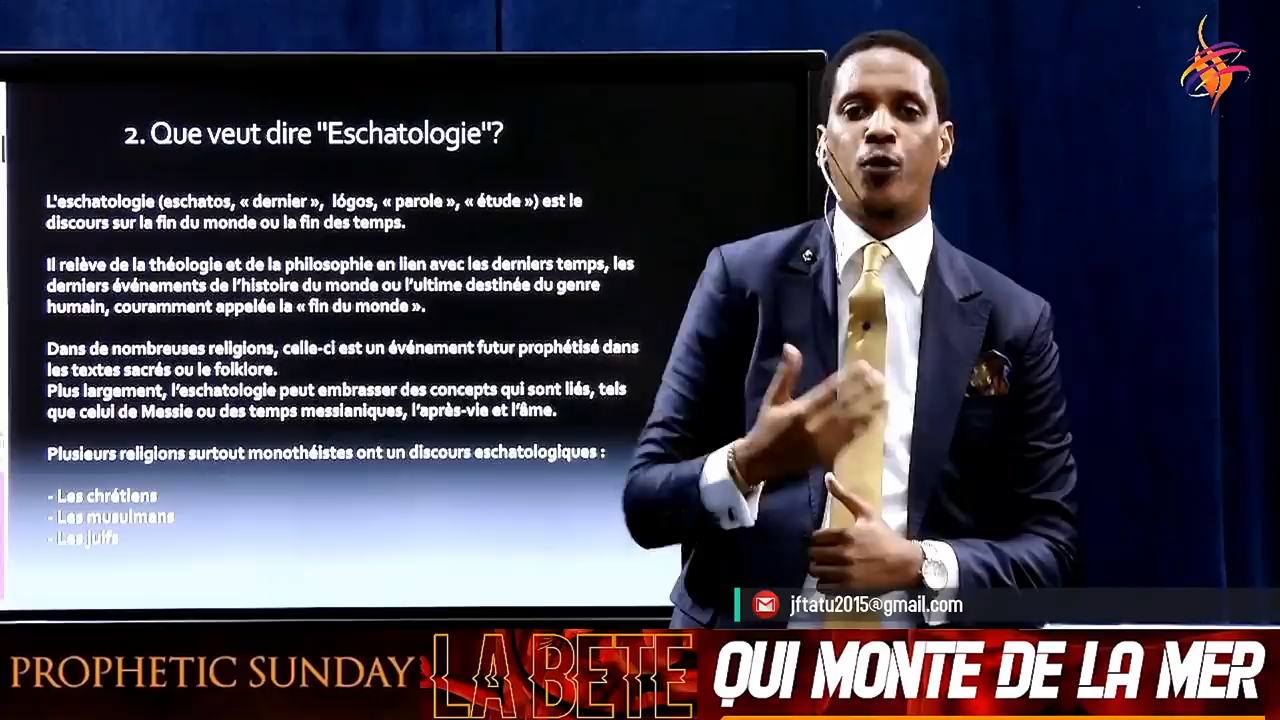 2. Que veut dire "Eschatologie"?
L'eschatologie (eschatos, « dernier », lógos, « parole », « étude ») est le
discours sur la fin du monde ou la fin des temps.
Il relève de la théologie et de la philosophie en lien avec les derniers temps, les
derniers événements de l'histoire du monde ou l'ultime destinée du genre
humain, couramment appelée la « fin du monde ».
Dans de nombreuses religions, celle-ci est un événement futur prophétisé dans
les textes sacrés ou le folklore.
Plus largement, l'eschatologie peut embrasser des concepts qui sont liés, tels
que celui de Messie ou des temps messianiques, l'après-vie et l'âme.
Plusieurs religions surtout monothéistes ont un discours eschatologiques :
- Les chrétiens
- Les musulmans
- Les juifs
jftatu2015@gmail.com
PROPHETIC SUNDAY LA BETE QUI MONTE DE LA MER